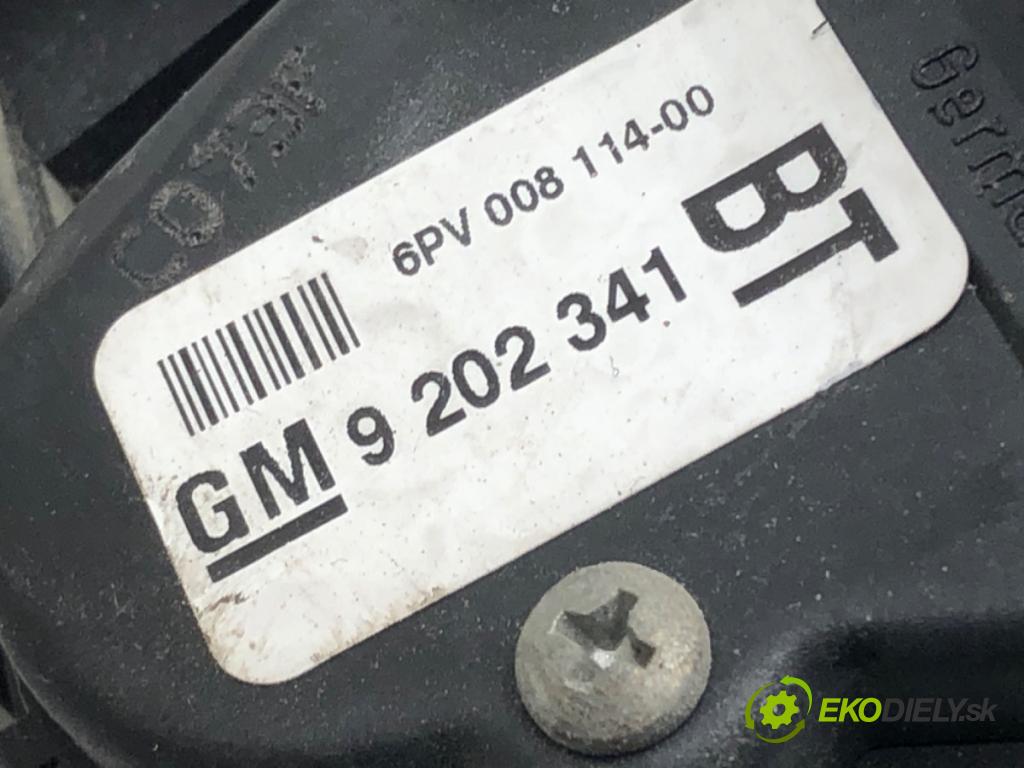 6PV 008 114-00
GM 9 202 341
BT
EKODIELY.sk